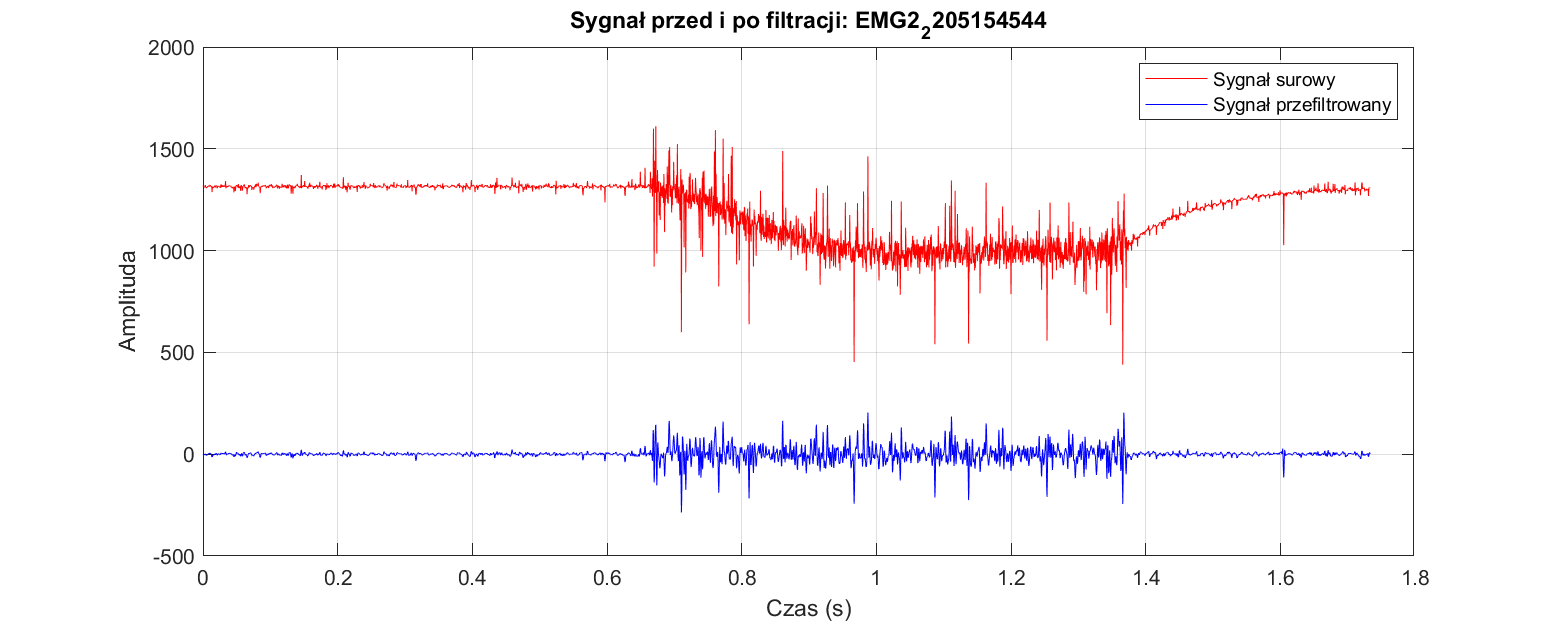 Sygnał przed i po filtracji: EMG2₂205154544
2000
1500
1000
500
0
-500
Amplituda
Sygnał surowy
Sygnał przefiltrowany
0 0.2 0.4 0.6 0.8 1 1.2 1.4 1.6 1.8
Czas (s)